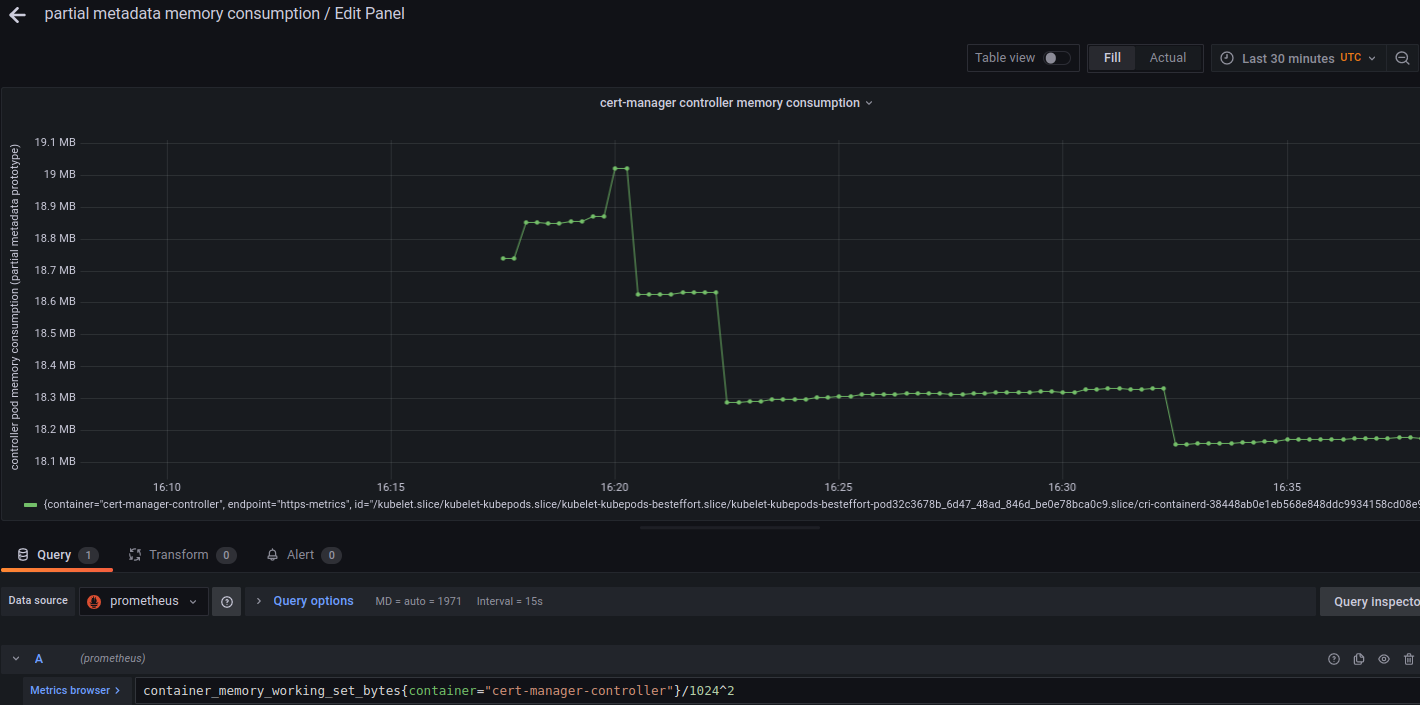 partial metadata memory consumption / Edit Panel
Table view Fill Actual Last 30 minutes UTC
cert-manager controller memory consumption
controller pod memory consumption (partial metadata prototype)
19.1 MB
19 MB
18.9 MB
18.8 MB
18.7 MB
18.6 MB
18.5 MB
18.4 MB
18.3 MB
18.2 MB
18.1 MB
16:10 16:15 16:20 16:25 16:30 16:35
{container="cert-manager-controller", endpoint="https-metrics", id="/kubelet.slice/kubelet-kubepods.slice/kubelet-kubepods-besteffort.slice/kubelet-kubepods-besteffort-pod32c3678b_6d47_48ad_846d_be0e78bca0c9.slice/cri-containerd-38448ab0e1eb568e848ddc9934158cd08e9
Query 1 Transform 0 Alert 0
Data source prometheus Query options MD = auto = 1971 Interval = 15s Query inspecto
A (prometheus)
Metrics browser container_memory_working_set_bytes{container="cert-manager-controller"}/1024^2